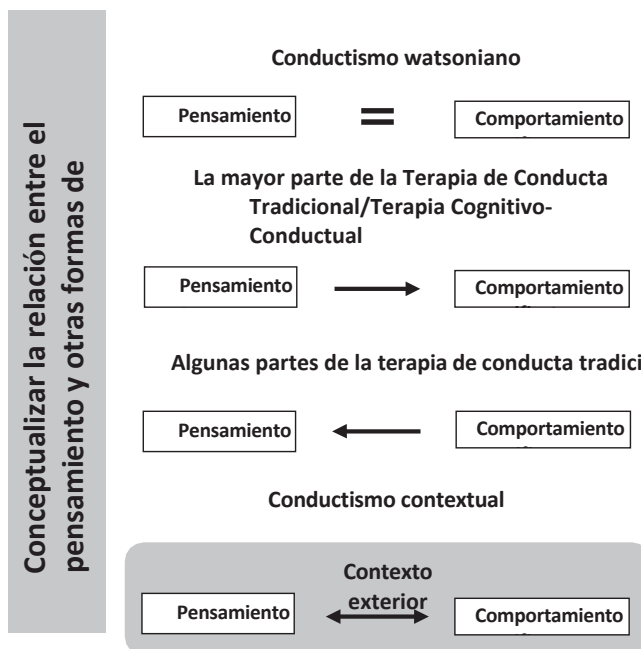 Conceptualizar la relación entre el
pensamiento y otras formas de
Conductismo watsoniano
Pensamiento
=
Comportamiento
La mayor parte de la Terapia de Conducta
Tradicional/Terapia Cognitivo-
Conductual
Pensamiento
Comportamiento
Algunas partes de la terapia de conducta tradici
Pensamiento
Comportamiento
Conductismo contextual
Contexto
exterior
Pensamiento
Comportamiento